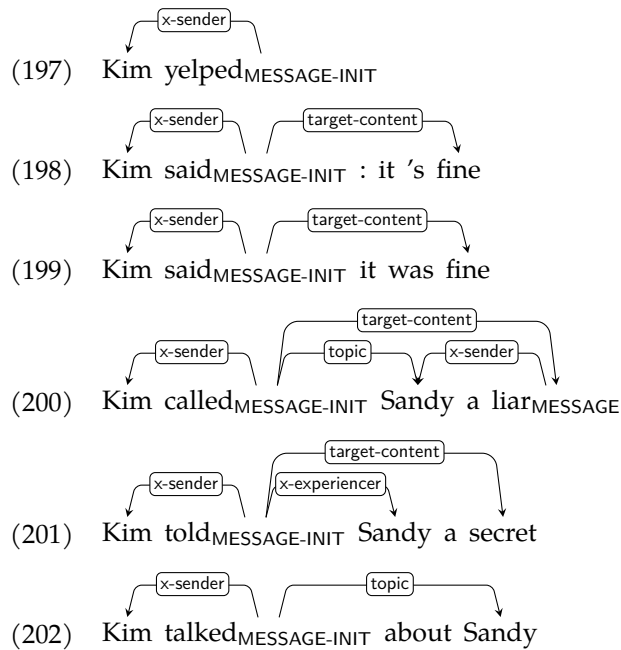 x-sender
(197) Kim yelpedMESSAGE-INIT
x-sender target-content
(198) Kim saidMESSAGE-INIT : it 's fine
x-sender target-content
(199) Kim saidMESSAGE-INIT it was fine
target-content
x-sender topic x-sender
(200) Kim calledMESSAGE-INIT Sandy a liarMESSAGE
target-content
x-sender x-experiencer
(201) Kim toldMESSAGE-INIT Sandy a secret
x-sender topic
(202) Kim talkedMESSAGE-INIT about Sandy